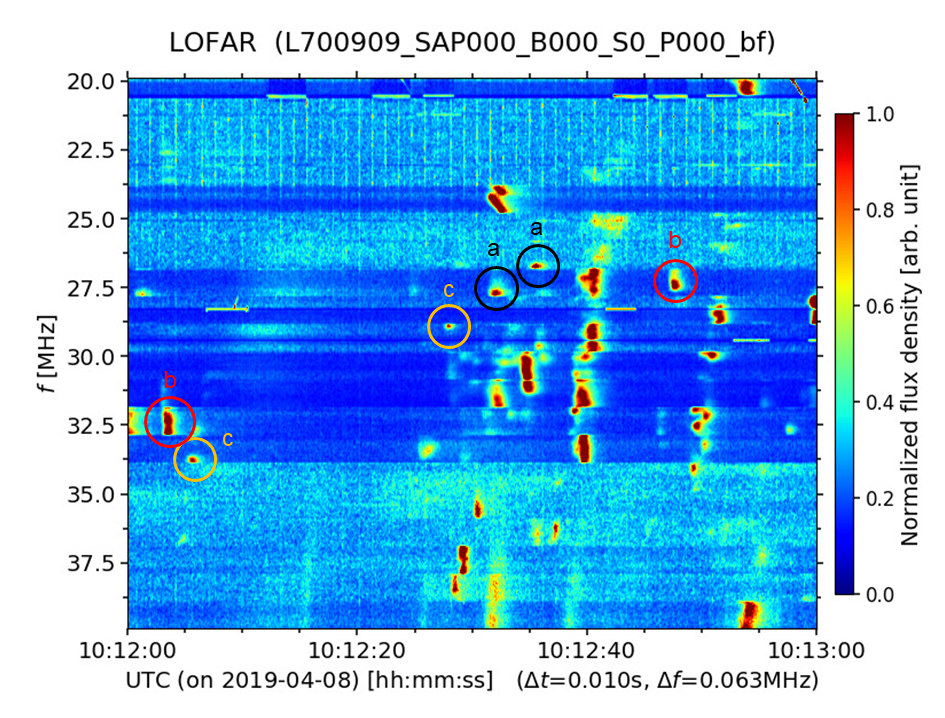 LOFAR (L700909_SAP000_B000_S0_P000_bf)
20.0
22.5
25.0
27.5
30.0
32.5
35.0
37.5
f [MHz]
a
a
b
c
b
c
10:12:00
10:12:20
10:12:40
10:13:00
UTC (on 2019-04-08) [hh:mm:ss] (Δt=0.010s, Δf=0.063MHz)
1.0
0.8
0.6
0.4
0.2
0.0
Normalized flux density [arb. unit]